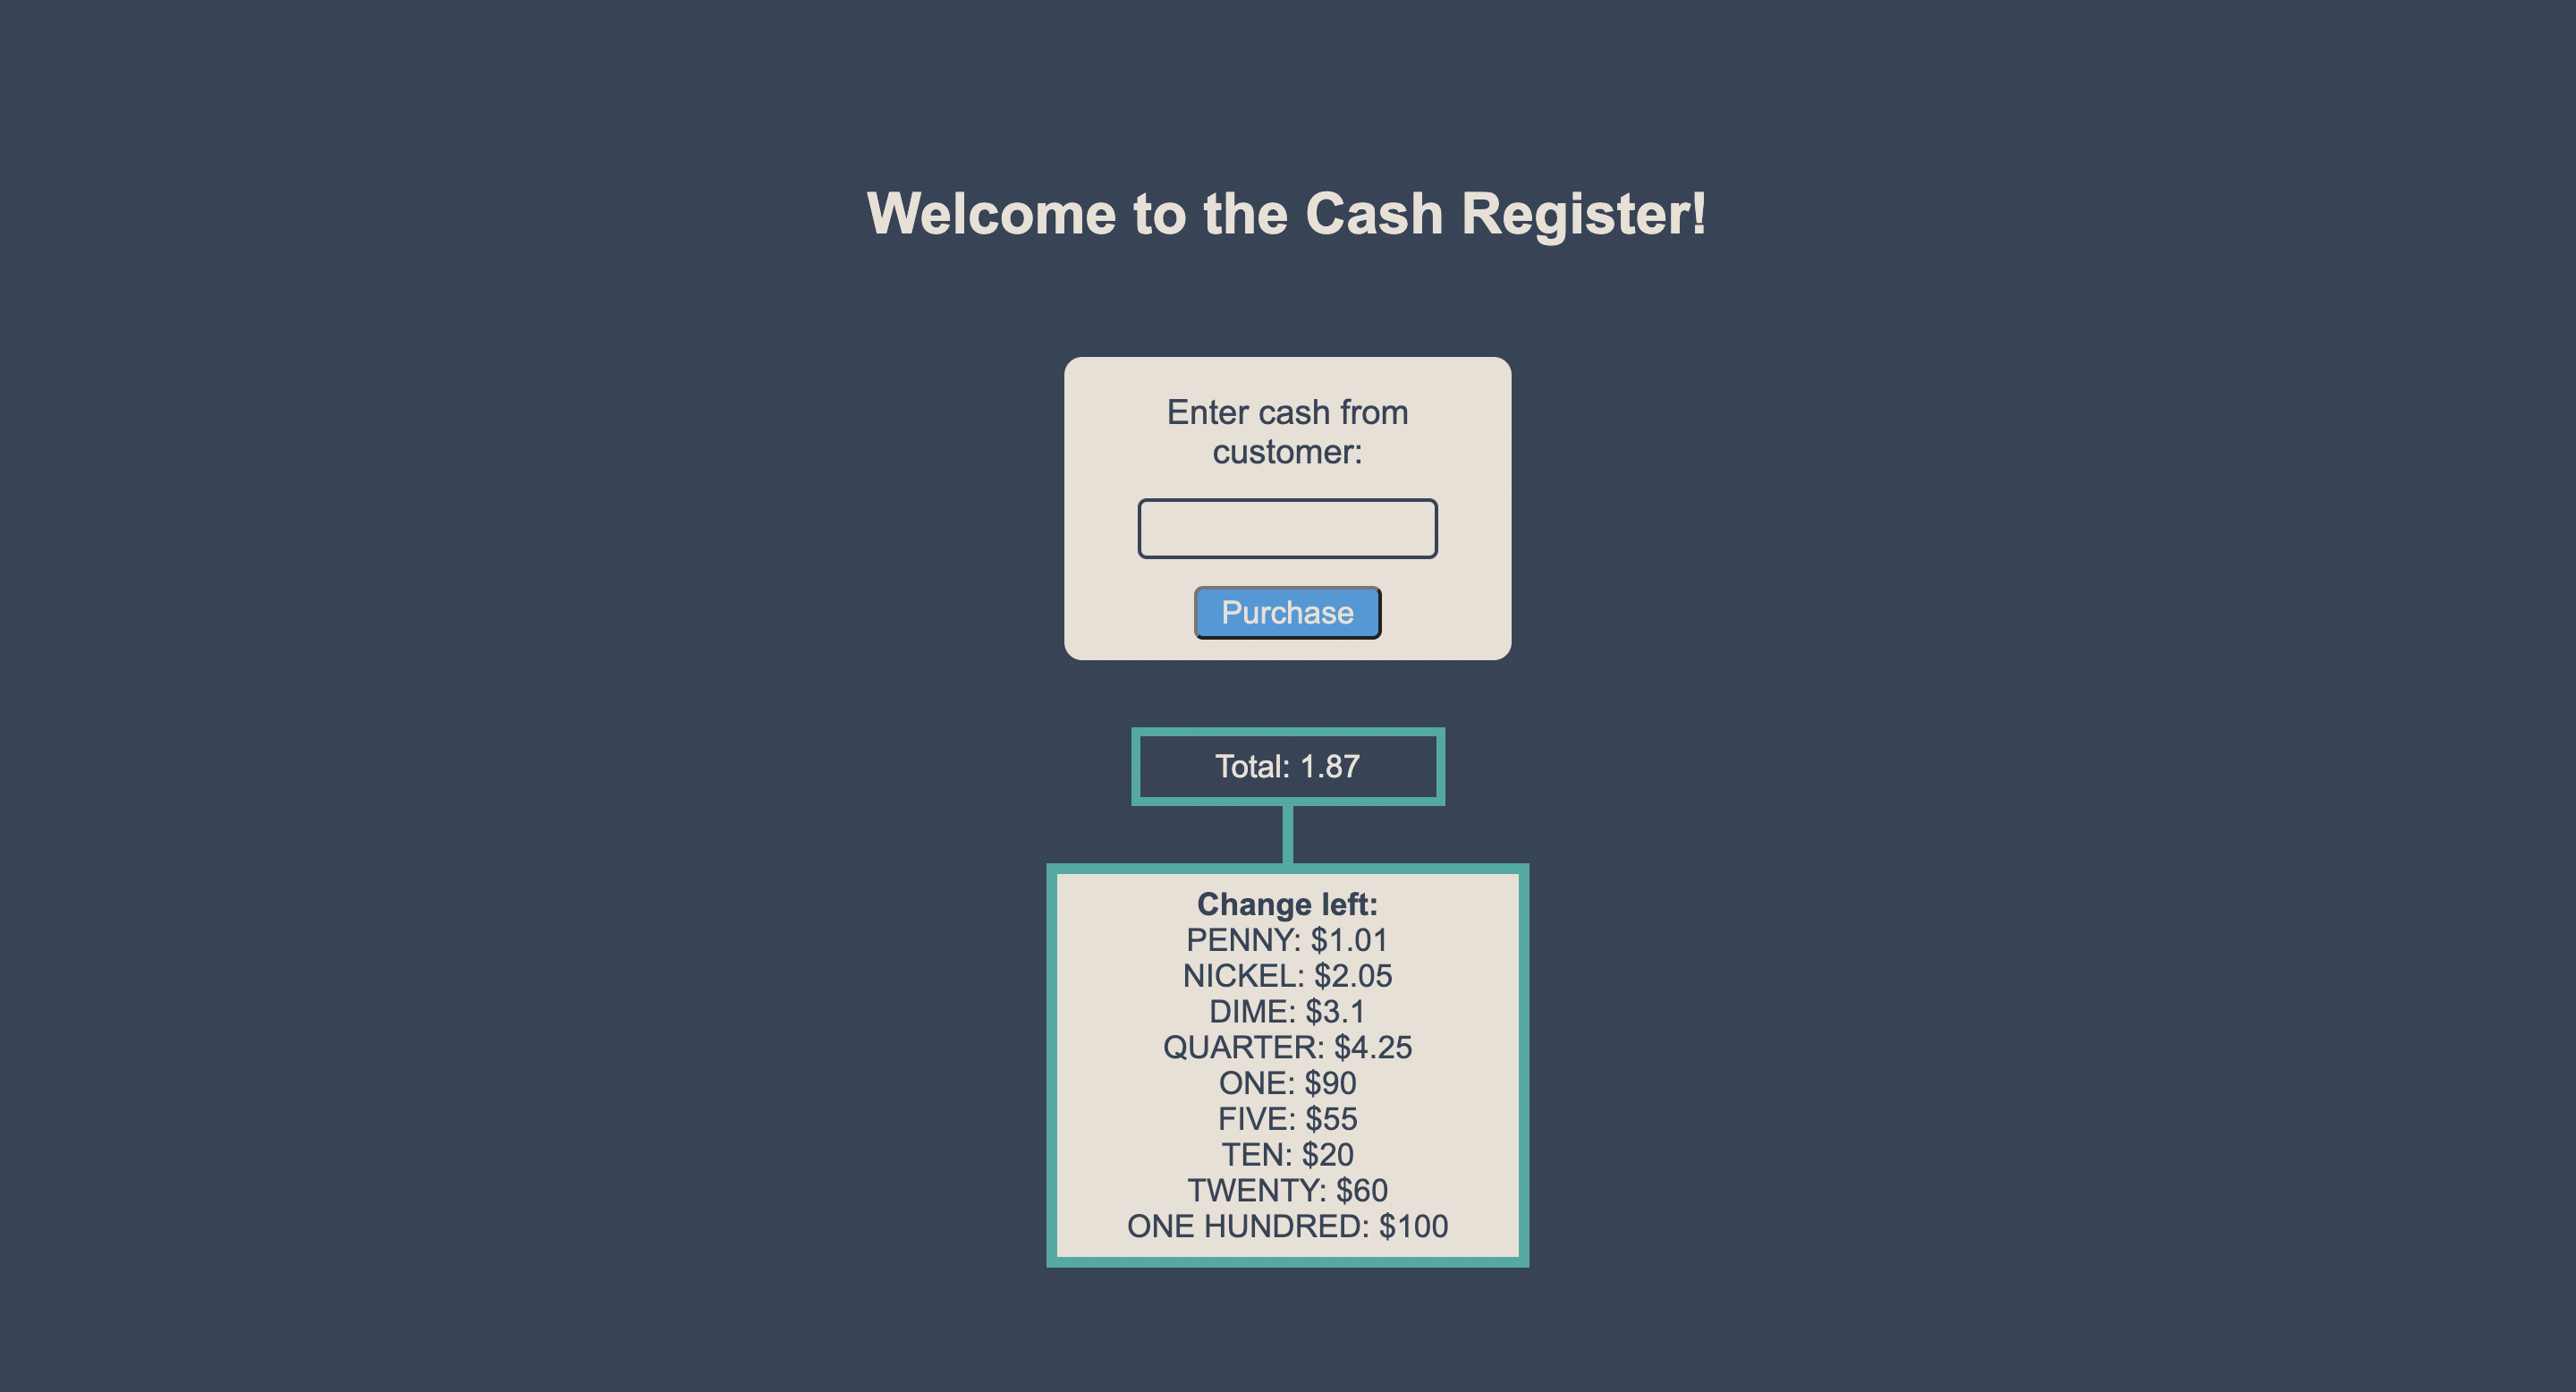 Welcome to the Cash Register!
Enter cash from
customer:
Purchase
Total: 1.87
Change left:
PENNY: $1.01
NICKEL: $2.05
DIME: $3.1
QUARTER: $4.25
ONE: $90
FIVE: $55
TEN: $20
TWENTY: $60
ONE HUNDRED: $100